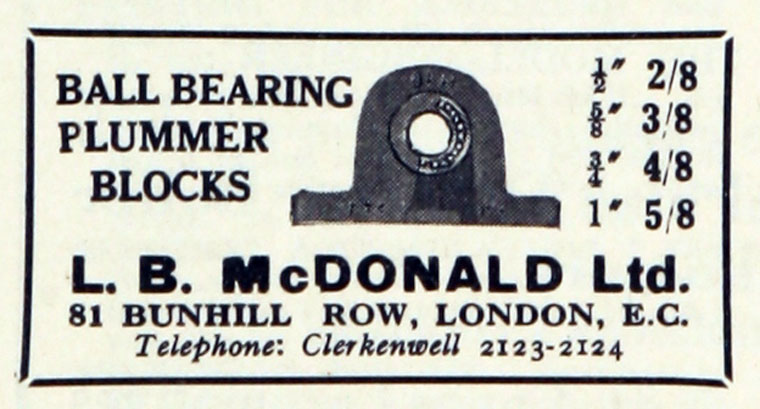 BALL BEARING
PLUMMER
BLOCKS
½″ 2/8
⅝″ 3/8
¾″ 4/8
1″ 5/8
L. B. McDONALD Ltd.
81 BUNHILL ROW, LONDON, E.C.
Telephone: Clerkenwell 2123-2124